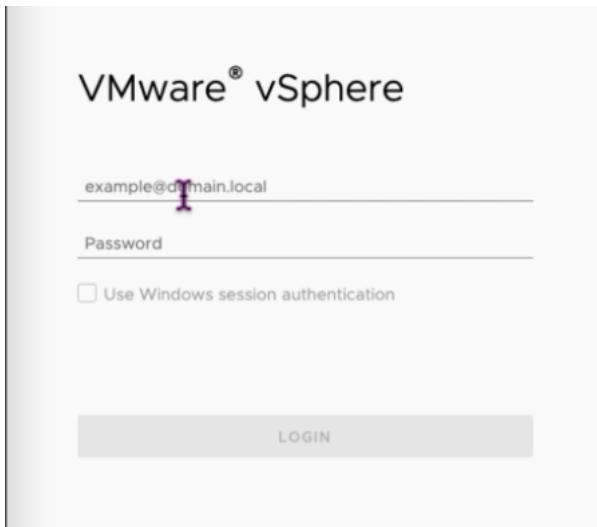 VMware® vSphere
example@domain.local
Password
Use Windows session authentication
LOGIN